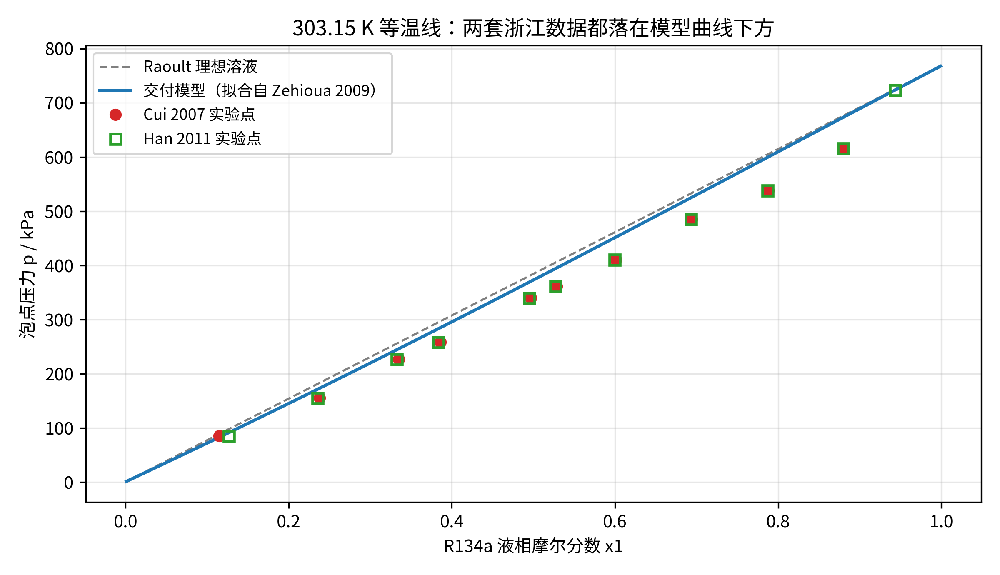 303.15 K 等温线：两套浙江数据都落在模型曲线下方
Raoult 理想溶液
交付模型（拟合自 Zehioua 2009）
Cui 2007 实验点
Han 2011 实验点
泡点压力 p / kPa
800
700
600
500
400
300
200
100
0
0.0 0.2 0.4 0.6 0.8 1.0
R134a 液相摩尔分数 x1